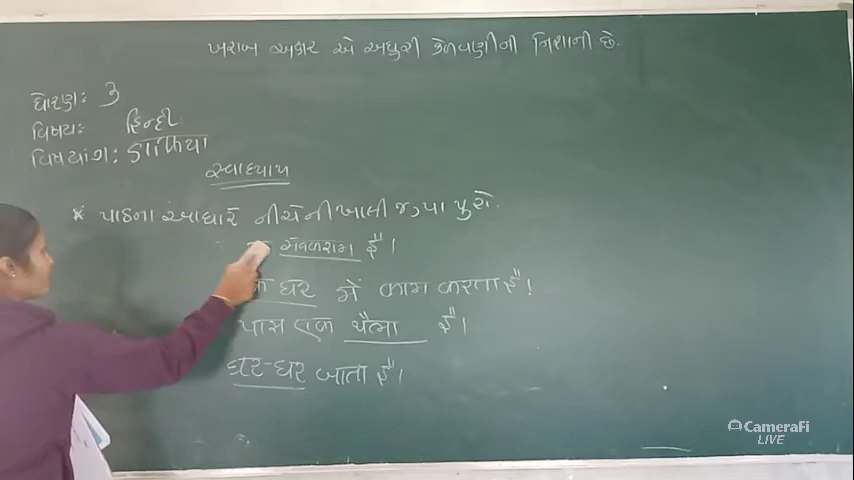 ખરાબ અક્ષર એ અધુરી કેળવણીની નિશાની છે.
ધોરણ: 3
વિષય: હિન્દી
વિષયાંગ: डाकिया
સ્વાધ્યાય
* પાઠના આધારે નીચેની ખાલી જગ્યા પુરો.
है।
घर में काम करता है।
पास एक थैला है।
घर-घर जाता है।
CameraFi
LIVE